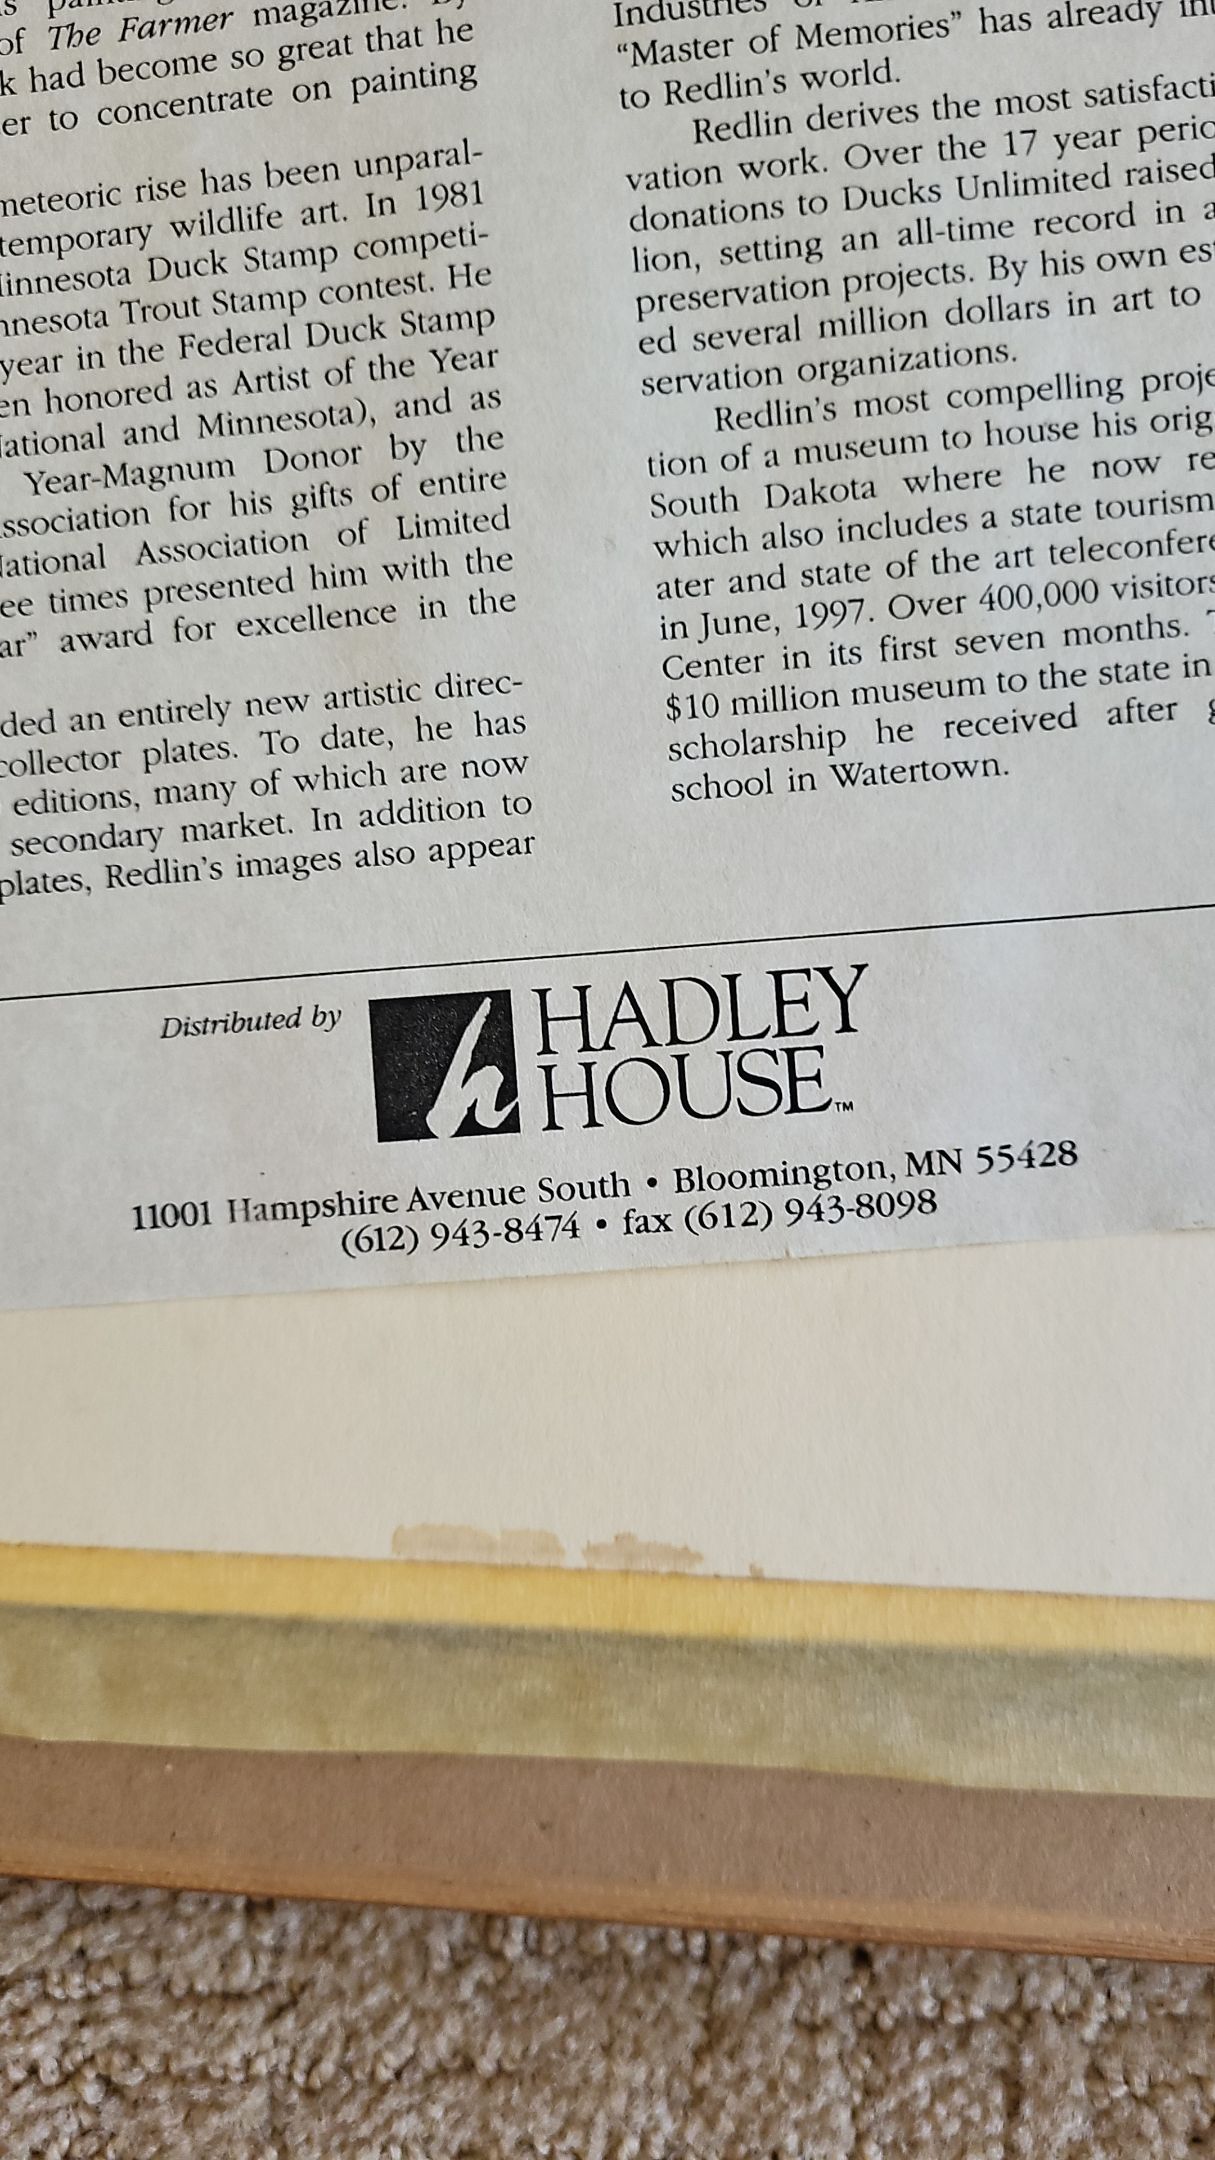 of The Farmer magazine. By
k had become so great that he
er to concentrate on painting
meteoric rise has been unparal-
temporary wildlife art. In 1981
innesota Duck Stamp competi-
nnesota Trout Stamp contest. He
year in the Federal Duck Stamp
en honored as Artist of the Year
ational and Minnesota), and as
Year-Magnum Donor by the
ssociation for his gifts of entire
ational Association of Limited
ee times presented him with the
ar" award for excellence in the
ded an entirely new artistic direc-
collector plates. To date, he has
editions, many of which are now
secondary market. In addition to
plates, Redlin's images also appear
Industries
"Master of Memories" has already int
to Redlin's world.
Redlin derives the most satisfacti
vation work. Over the 17 year perio
donations to Ducks Unlimited raised
lion, setting an all-time record in a
preservation projects. By his own est
ed several million dollars in art to
servation organizations.
Redlin's most compelling proje
tion of a museum to house his orig
South Dakota where he now re
which also includes a state tourism
ater and state of the art teleconfere
in June, 1997. Over 400,000 visitors
Center in its first seven months.
$10 million museum to the state in
scholarship he received after g
school in Watertown.
Distributed by
h HADLEY
HOUSE™
11001 Hampshire Avenue South • Bloomington, MN 55428
(612) 943-8474 • fax (612) 943-8098